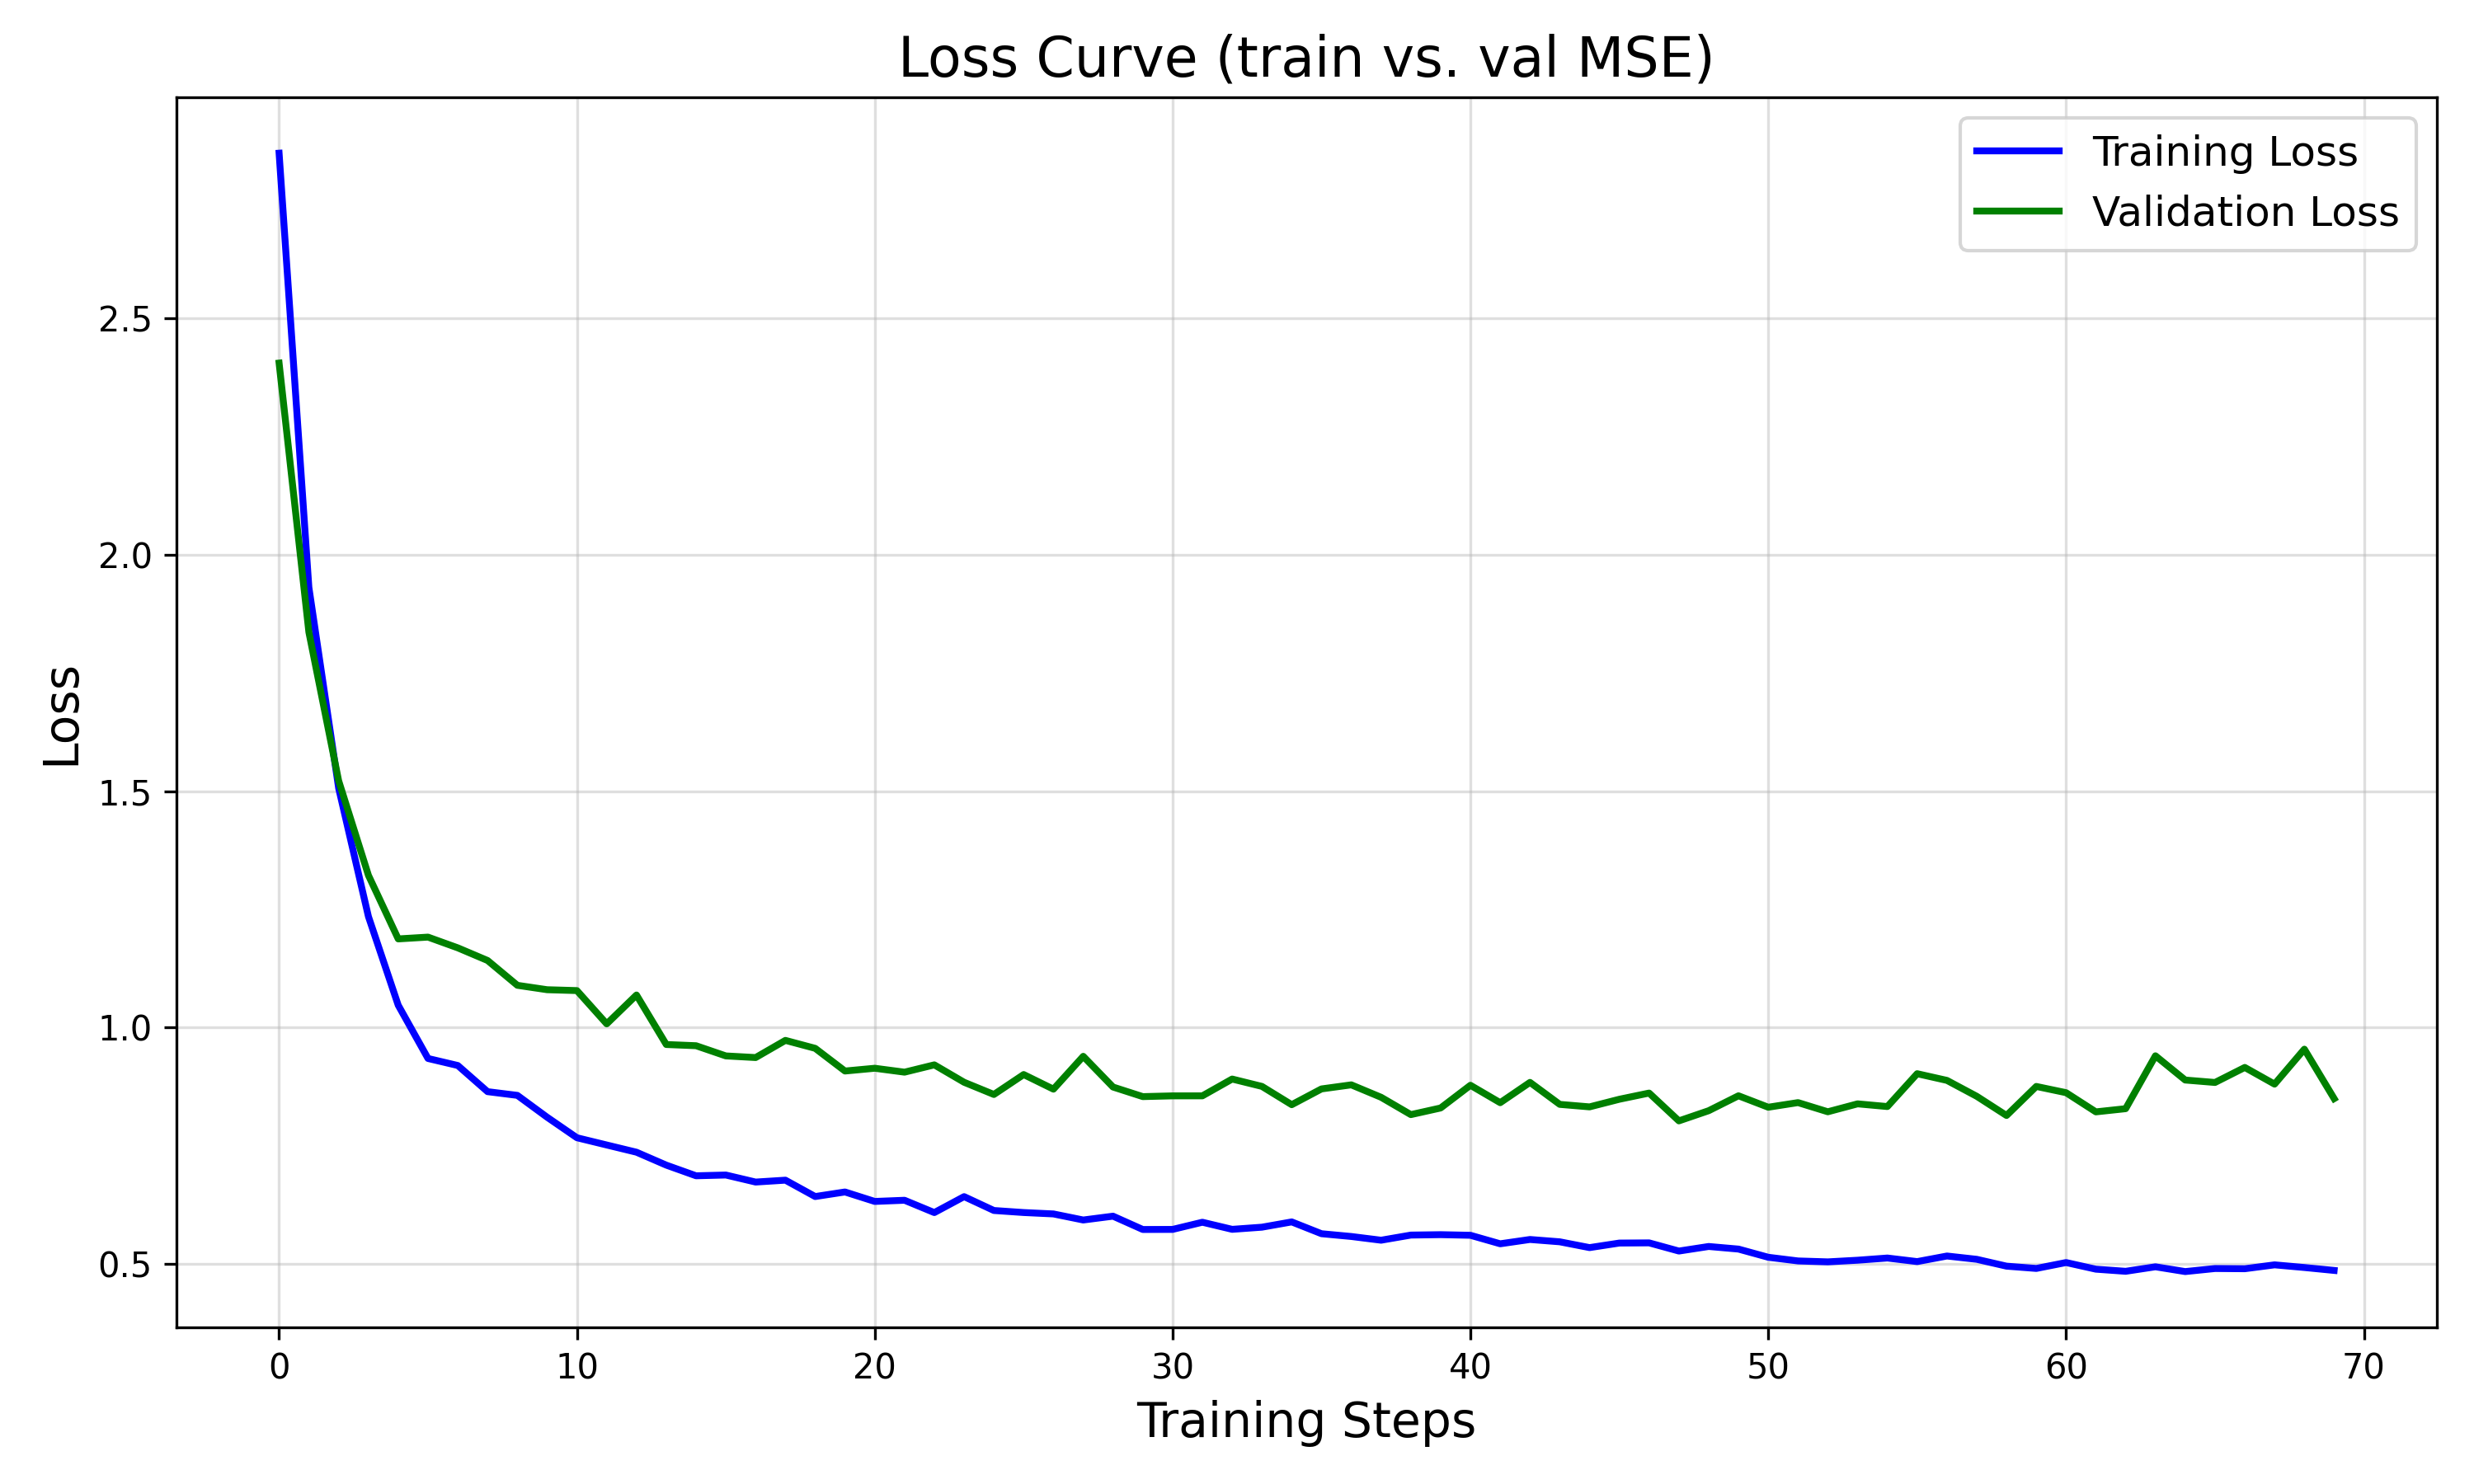 Loss Curve (train vs. val MSE)
Training Loss
Validation Loss
2.5
2.0
1.5
1.0
0.5
Loss
0 10 20 30 40 50 60 70
Training Steps